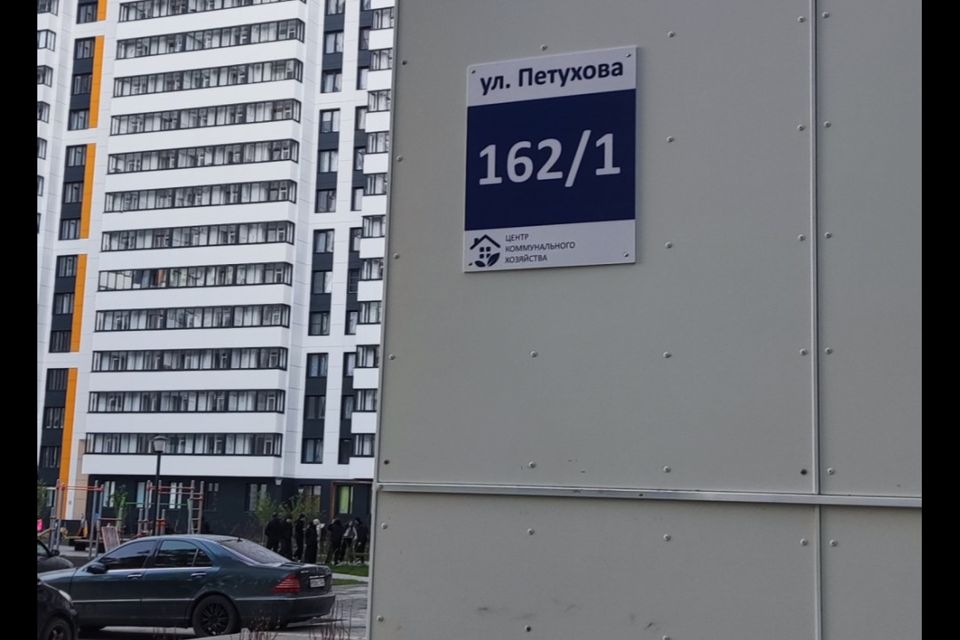 ул. Петухова
162/1
ЦЕНТР
КОММУНАЛЬНОГО
ХОЗЯЙСТВА